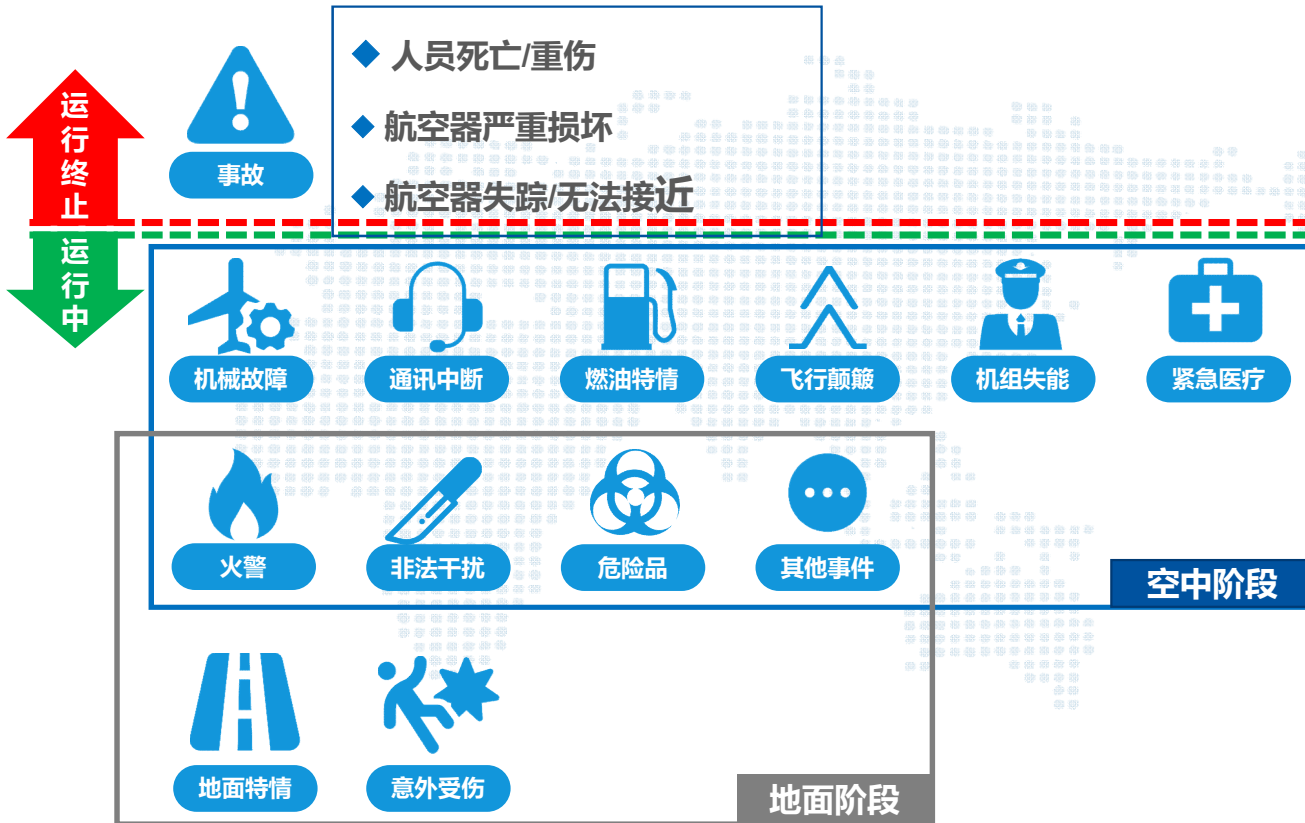 人员死亡/重伤
航空器严重损坏
航空器失踪/无法接近
事故
运行终止
运行中
机械故障
通讯中断
燃油特情
飞行颠簸
机组失能
紧急医疗
火警
非法干扰
危险品
其他事件
空中阶段
地面特情
意外受伤
地面阶段